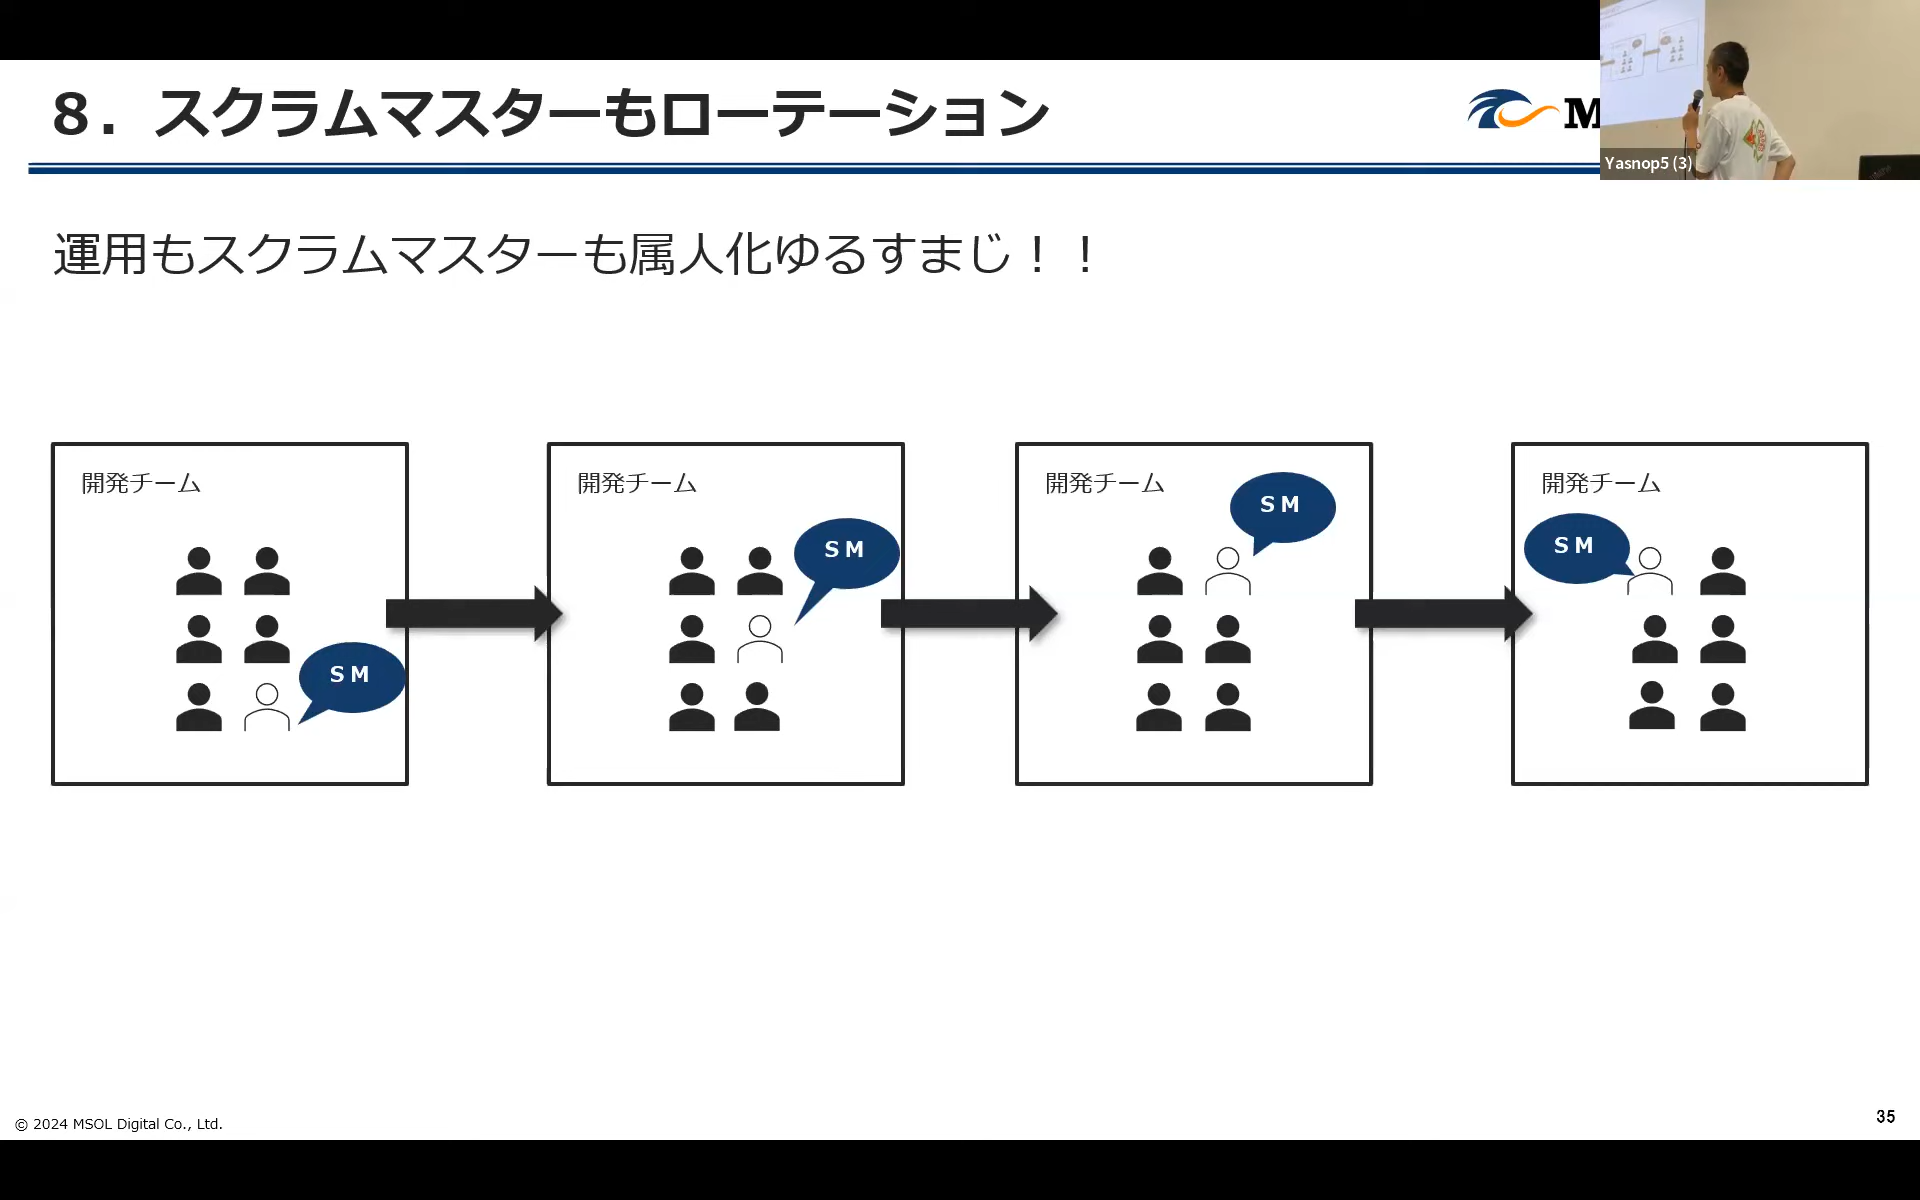 8．スクラムマスターもローテーション
M
Yasnop5 (3)
運用もスクラムマスターも属人化ゆるすまじ！！
開発チーム
SM
開発チーム
SM
開発チーム
SM
開発チーム
SM
© 2024 MSOL Digital Co., Ltd.
35